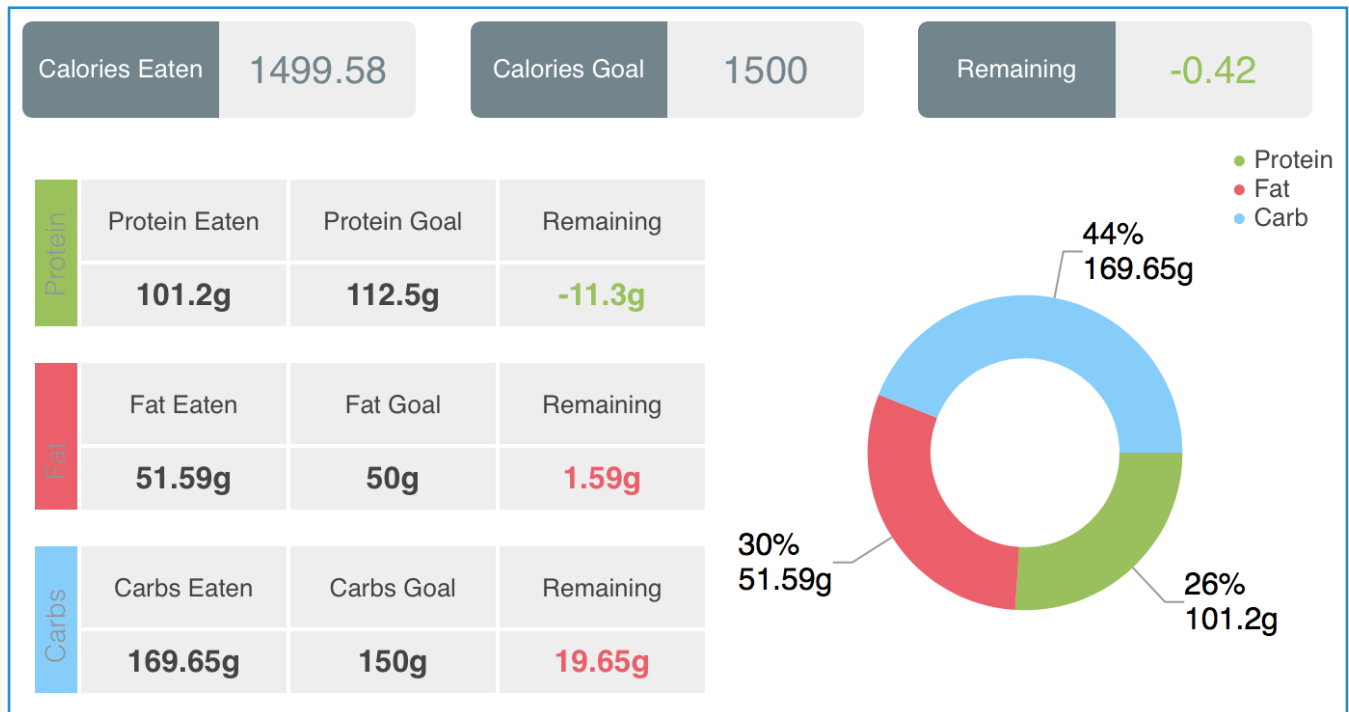 Calories Eaten 1499.58
Calories Goal 1500
Remaining -0.42
Protein
Fat
Carb
Protein
Protein Eaten Protein Goal Remaining
101.2g 112.5g -11.3g
Fat
Fat Eaten Fat Goal Remaining
51.59g 50g 1.59g
Carbs
Carbs Eaten Carbs Goal Remaining
169.65g 150g 19.65g
44%
169.65g
30%
51.59g
26%
101.2g